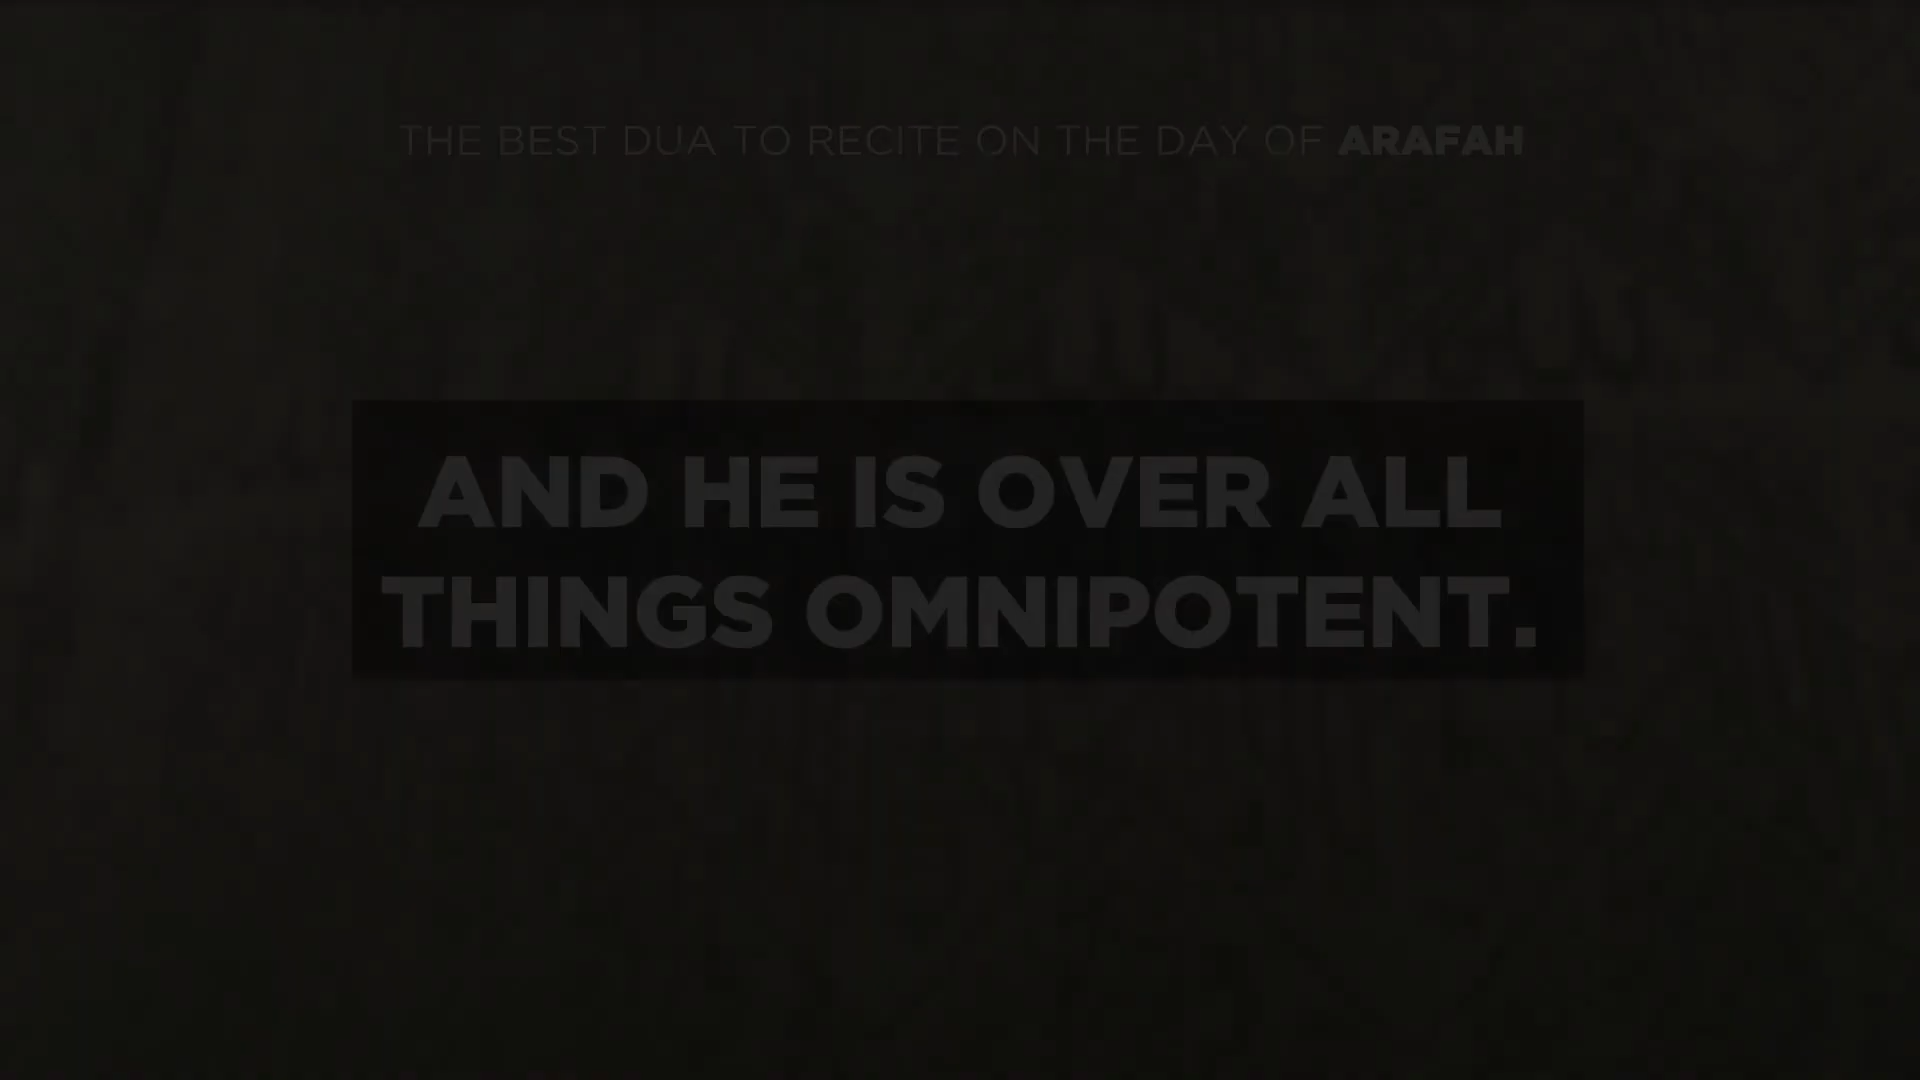 THE BEST DUA TO RECITE ON THE DAY OF ARAFAH
AND HE IS OVER ALL
THINGS OMNIPOTENT.